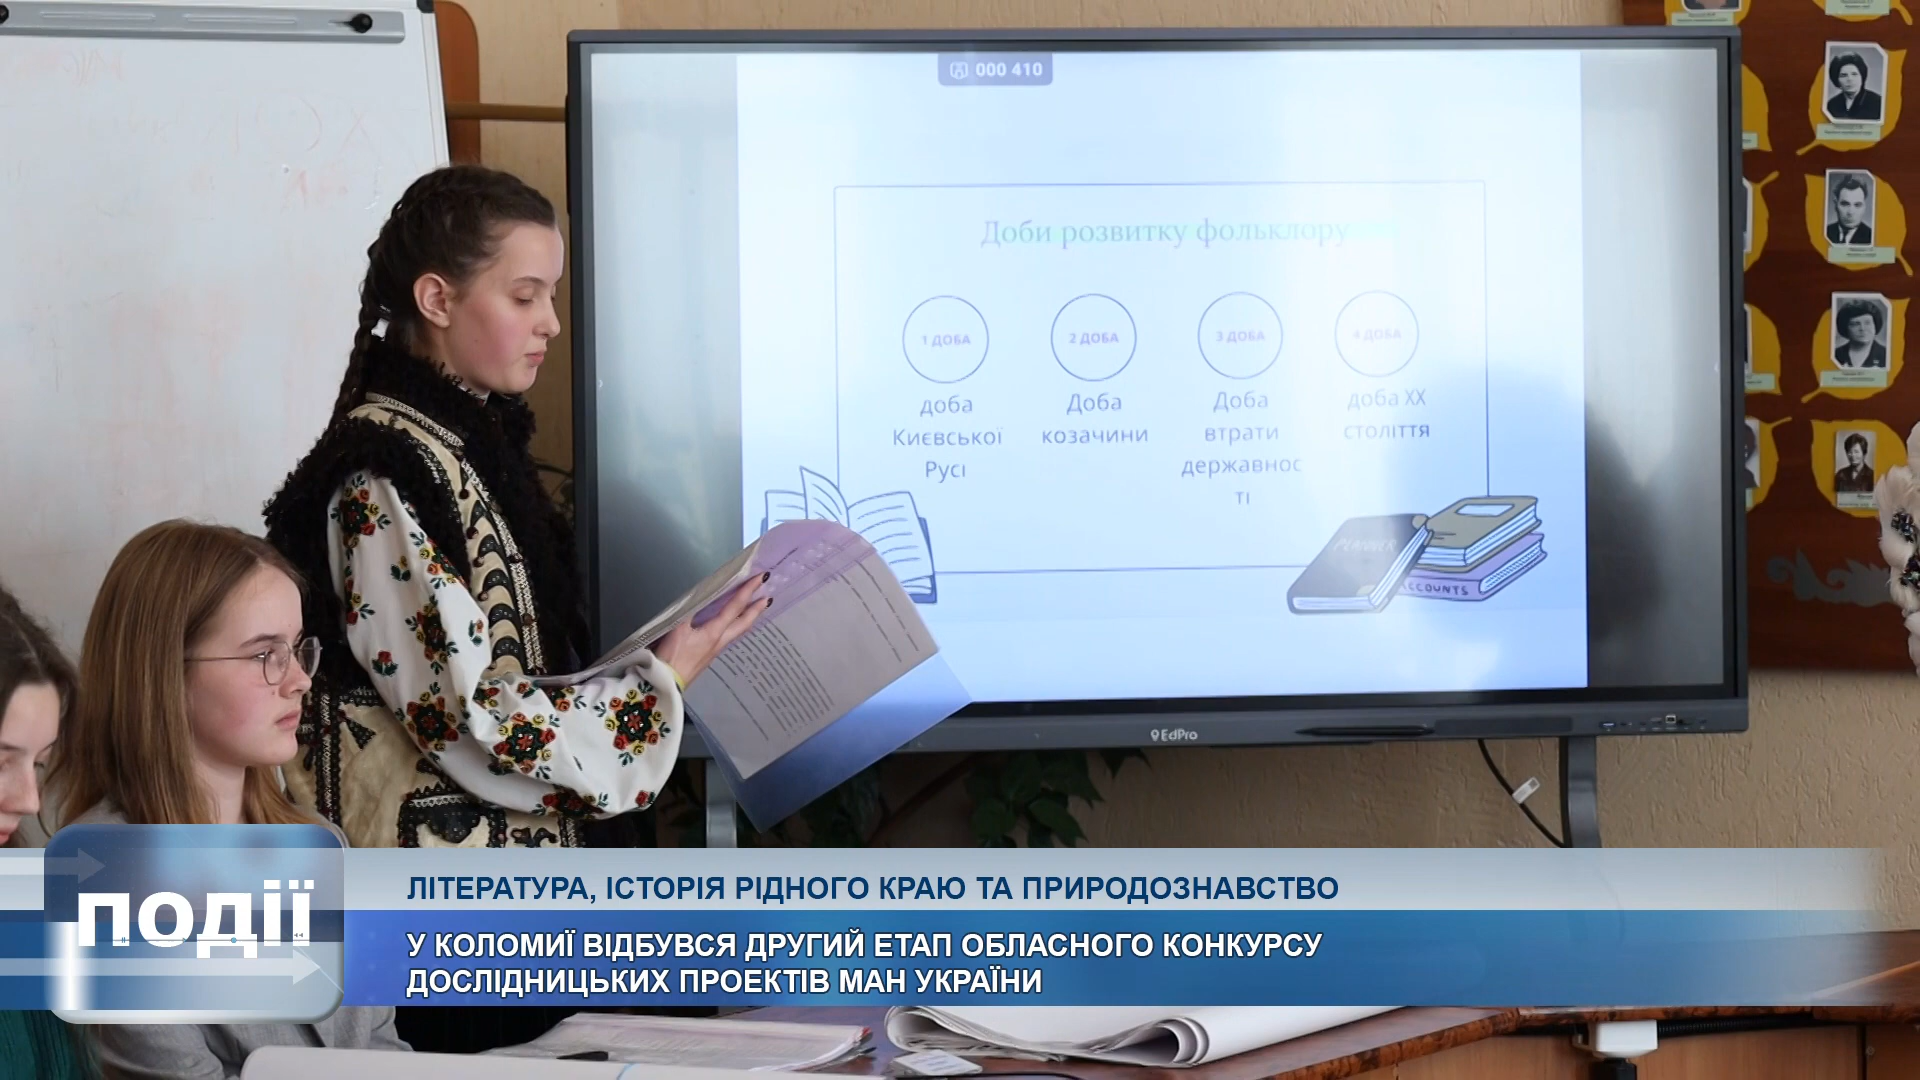 000 410
Доби розвитку фольклору
1 ДОБА
2 ДОБА
3 ДОБА
4 ДОБА
доба
Києвської
Русі
Доба
козачини
Доба
втрати
державнос
ті
доба XX
століття
PLANNER
ACCOUNTS
EdPro
події
ЛІТЕРАТУРА, ІСТОРІЯ РІДНОГО КРАЮ ТА ПРИРОДОЗНАВСТВО
У КОЛОМИЇ ВІДБУВСЯ ДРУГИЙ ЕТАП ОБЛАСНОГО КОНКУРСУ
ДОСЛІДНИЦЬКИХ ПРОЕКТІВ МАН УКРАЇНИ